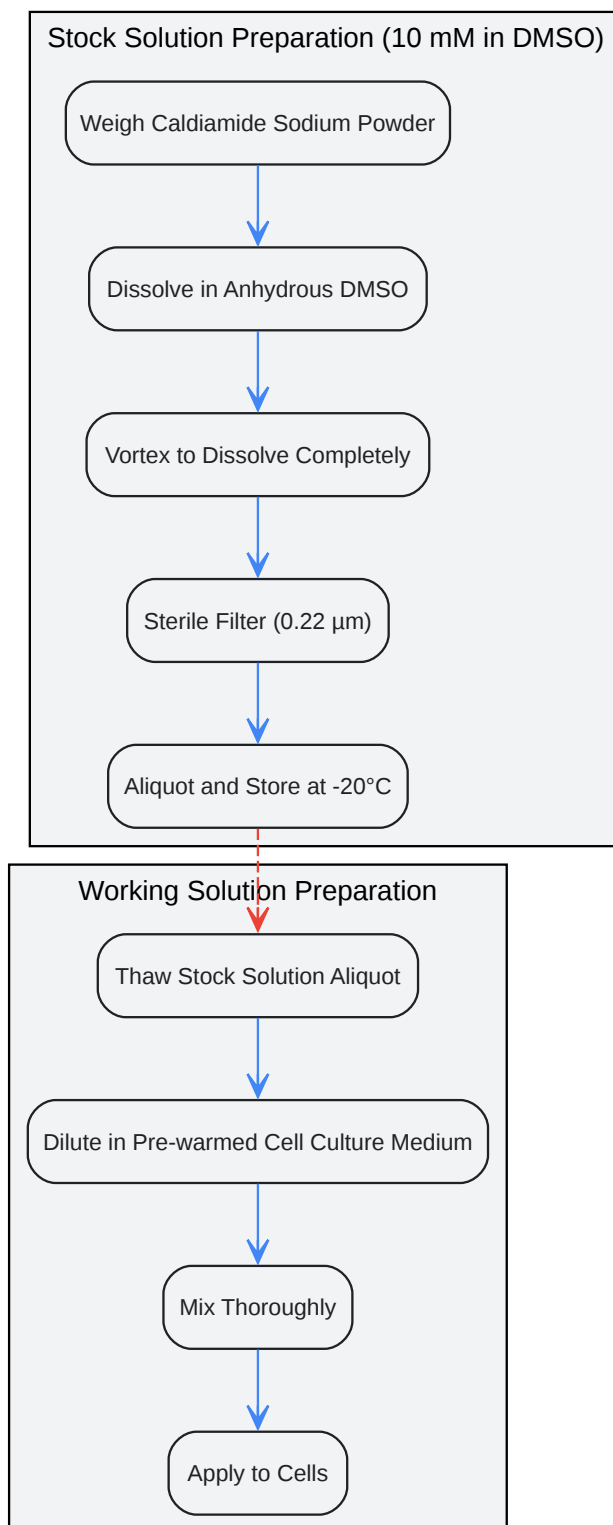 Stock Solution Preparation (10 mM in DMSO)
Weigh Caldiamide Sodium Powder
Dissolve in Anhydrous DMSO
Vortex to Dissolve Completely
Sterile Filter (0.22 µm)
Aliquot and Store at -20°C
Working Solution Preparation
Thaw Stock Solution Aliquot
Dilute in Pre-warmed Cell Culture Medium
Mix Thoroughly
Apply to Cells